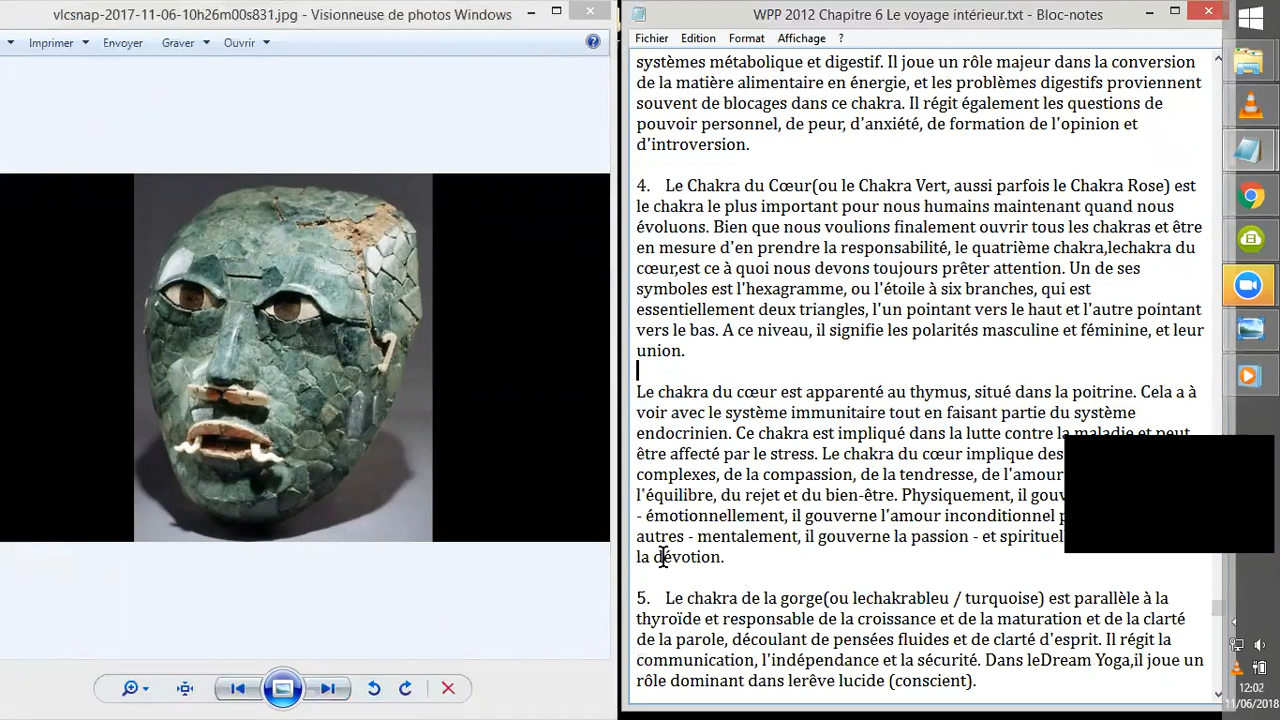 vlcsnap-2017-11-06-10h26m00s831.jpg - Visionneuse de photos Windows
Imprimer Envoyer Graver Ouvrir ?
WPP 2012 Chapitre 6 Le voyage intérieur.txt - Bloc-notes
Fichier Edition Format Affichage ?
systèmes métabolique et digestif. Il joue un rôle majeur dans la conversion
de la matière alimentaire en énergie, et les problèmes digestifs proviennent
souvent de blocages dans ce chakra. Il régit également les questions de
pouvoir personnel, de peur, d'anxiété, de formation de l'opinion et
d'introversion.
4. Le Chakra du Cœur(ou le Chakra Vert, aussi parfois le Chakra Rose) est
le chakra le plus important pour nous humains maintenant quand nous
évoluons. Bien que nous voulions finalement ouvrir tous les chakras et être
en mesure d'en prendre la responsabilité, le quatrième chakra,lechakra du
cœur,est ce à quoi nous devons toujours prêter attention. Un de ses
symboles est l'hexagramme, ou l'étoile à six branches, qui est
essentiellement deux triangles, l'un pointant vers le haut et l'autre pointant
vers le bas. A ce niveau, il signifie les polarités masculine et féminine, et leur
union.
Le chakra du cœur est apparenté au thymus, situé dans la poitrine. Cela a à
voir avec le système immunitaire tout en faisant partie du système
endocrinien. Ce chakra est impliqué dans la lutte contre la maladie et peut
être affecté par le stress. Le chakra du cœur implique des
complexes, de la compassion, de la tendresse, de l'amour
l'équilibre, du rejet et du bien-être. Physiquement, il gouv
- émotionnellement, il gouverne l'amour inconditionnel
autres - mentalement, il gouverne la passion - et spirituel
la dévotion.
5. Le chakra de la gorge(ou lechakrableu / turquoise) est parallèle à la
thyroïde et responsable de la croissance et de la maturation et de la clarté
de la parole, découlant de pensées fluides et de clarté d'esprit. Il régit la
communication, l'indépendance et la sécurité. Dans leDream Yoga,il joue un
rôle dominant dans lerêve lucide (conscient).
12:02
11/06/2018